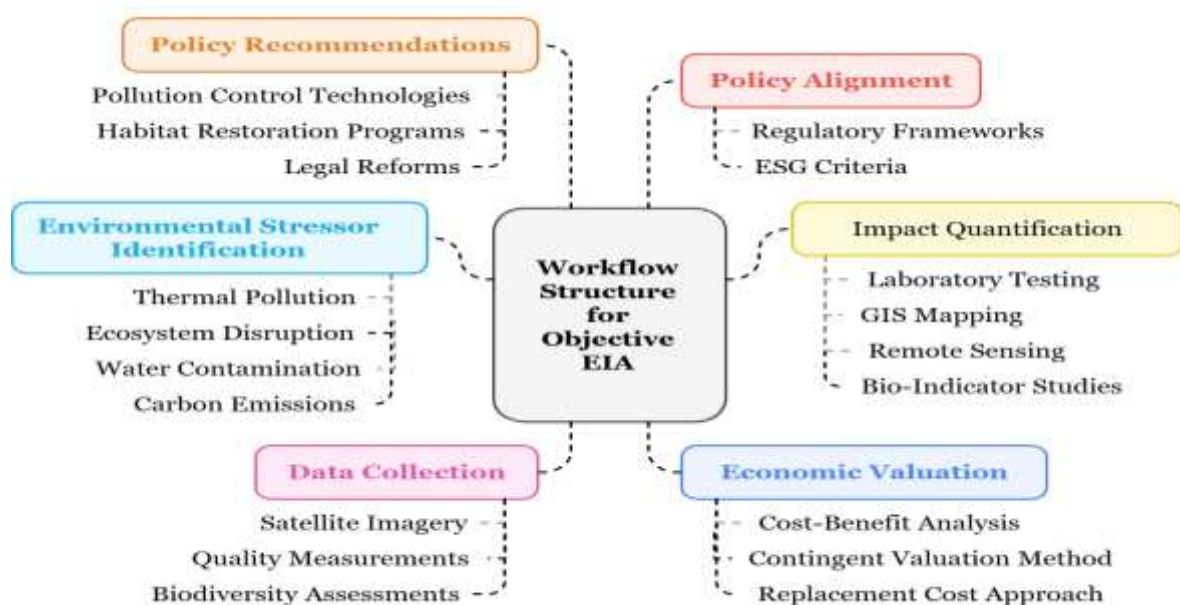 Policy Recommendations
Pollution Control Technologies
Habitat Restoration Programs
Legal Reforms
Policy Alignment
Regulatory Frameworks
ESG Criteria
Environmental Stressor
Identification
Thermal Pollution
Ecosystem Disruption
Water Contamination
Carbon Emissions
Workflow
Structure
for
Objective
EIA
Impact Quantification
Laboratory Testing
GIS Mapping
Remote Sensing
Bio-Indicator Studies
Data Collection
Satellite Imagery
Quality Measurements
Biodiversity Assessments
Economic Valuation
Cost-Benefit Analysis
Contingent Valuation Method
Replacement Cost Approach